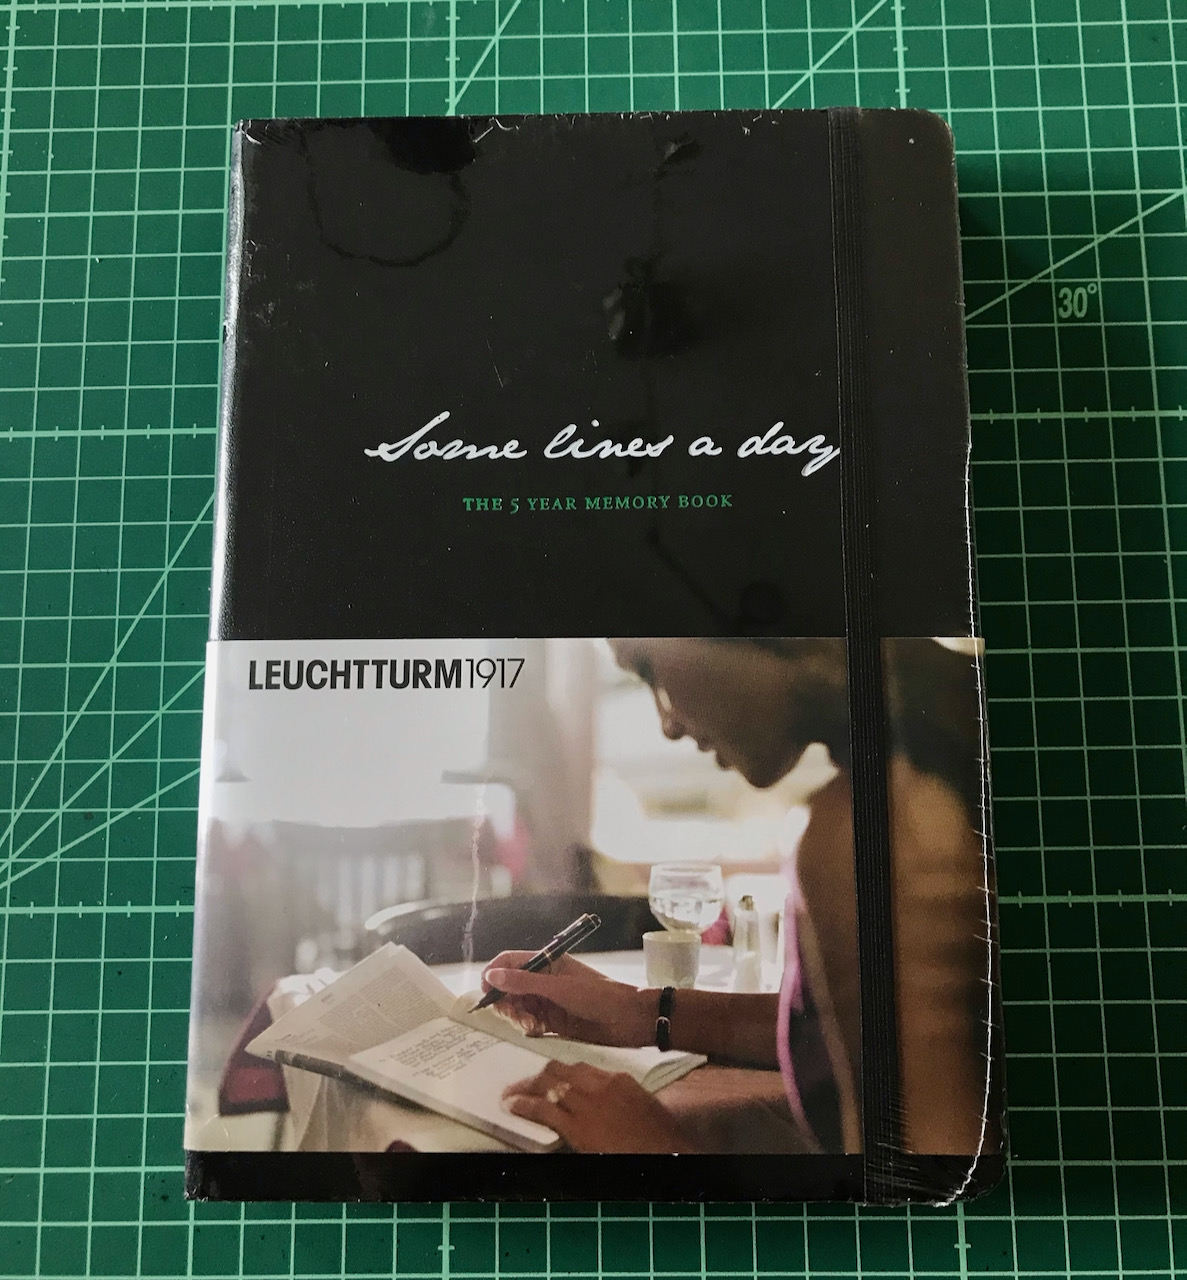 30°
Some lines a day
THE 5 YEAR MEMORY BOOK
LEUCHTTURM1917